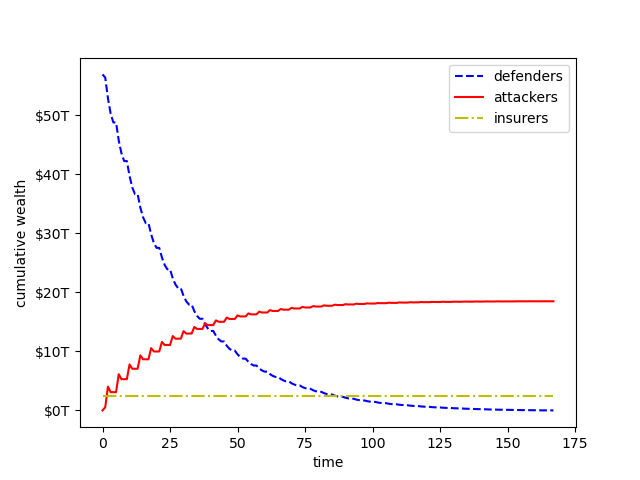 defenders
attackers
insurers
cumulative wealth
$50T
$40T
$30T
$20T
$10T
$0T
0 25 50 75 100 125 150 175
time